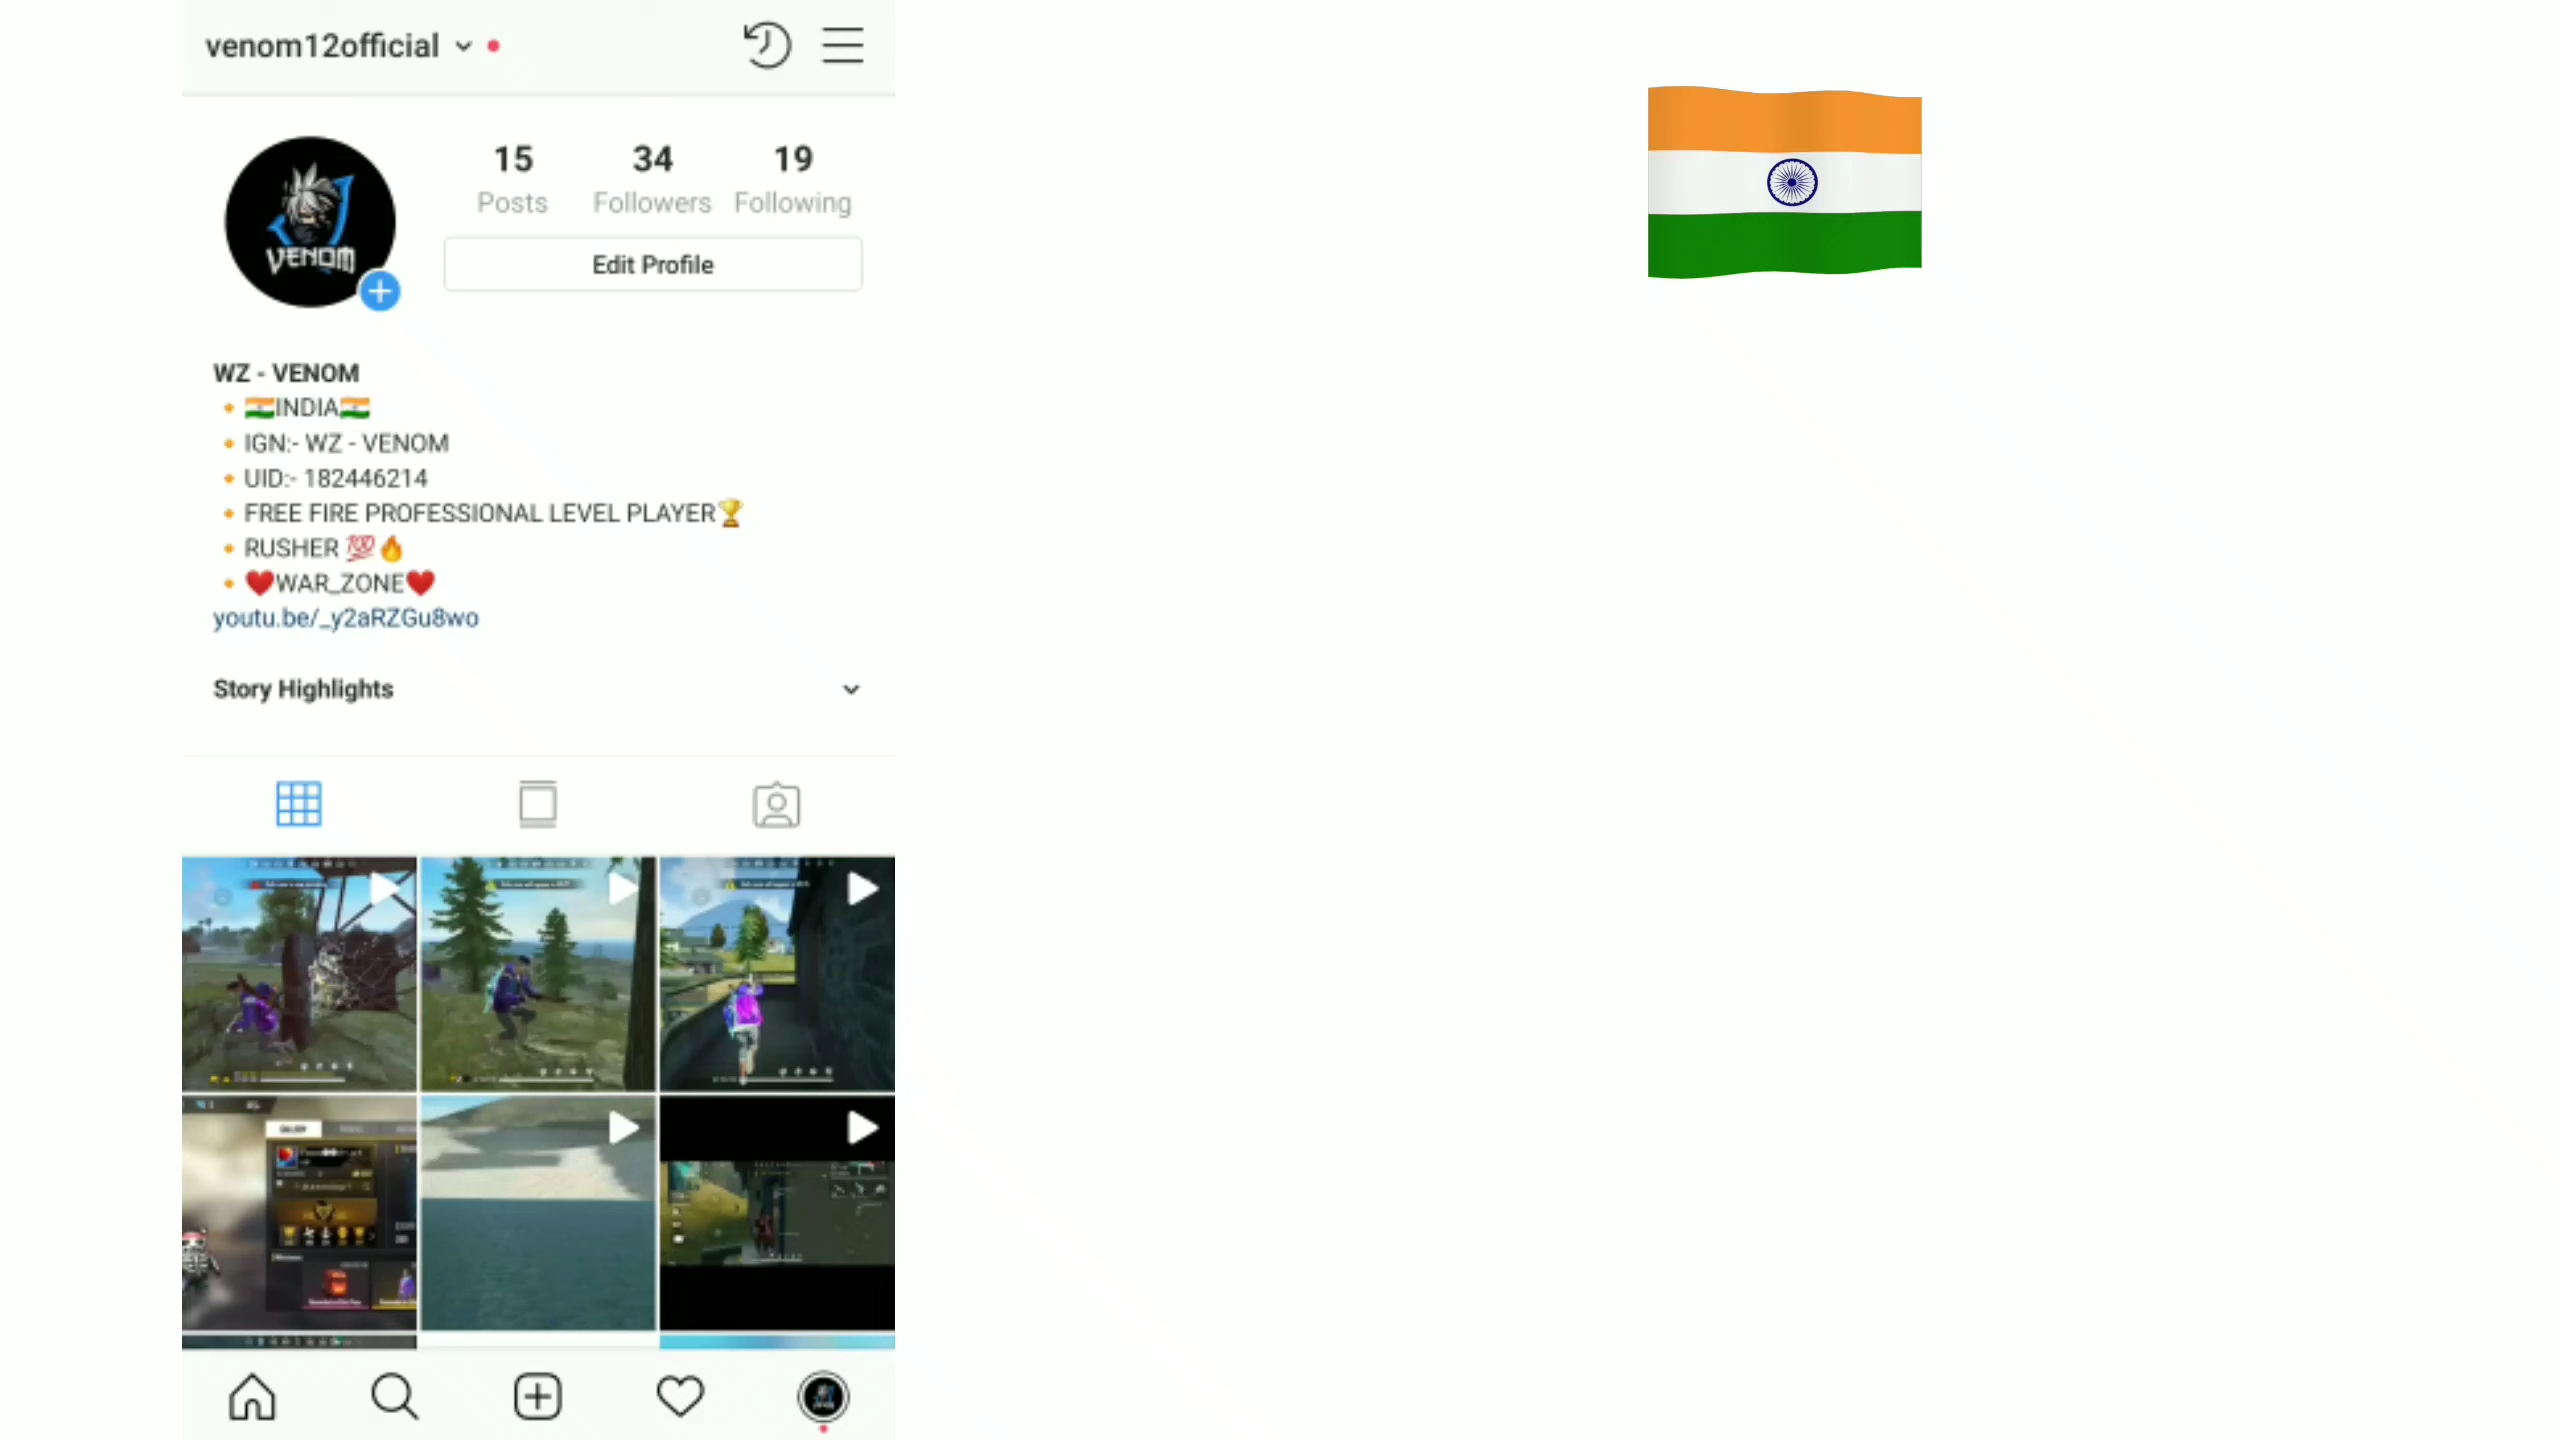 venom12official
15 34 19
Posts Followers Following
VENOM
Edit Profile
WZ - VENOM
🔸🇮🇳INDIA🇮🇳
🔸IGN:- WZ - VENOM
🔸UID:- 182446214
🔸FREE FIRE PROFESSIONAL LEVEL PLAYER🏆
🔸RUSHER 💯🔥
🔸❤️WAR_ZONE❤️
youtu.be/_y2aRZGu8wo
Story Highlights